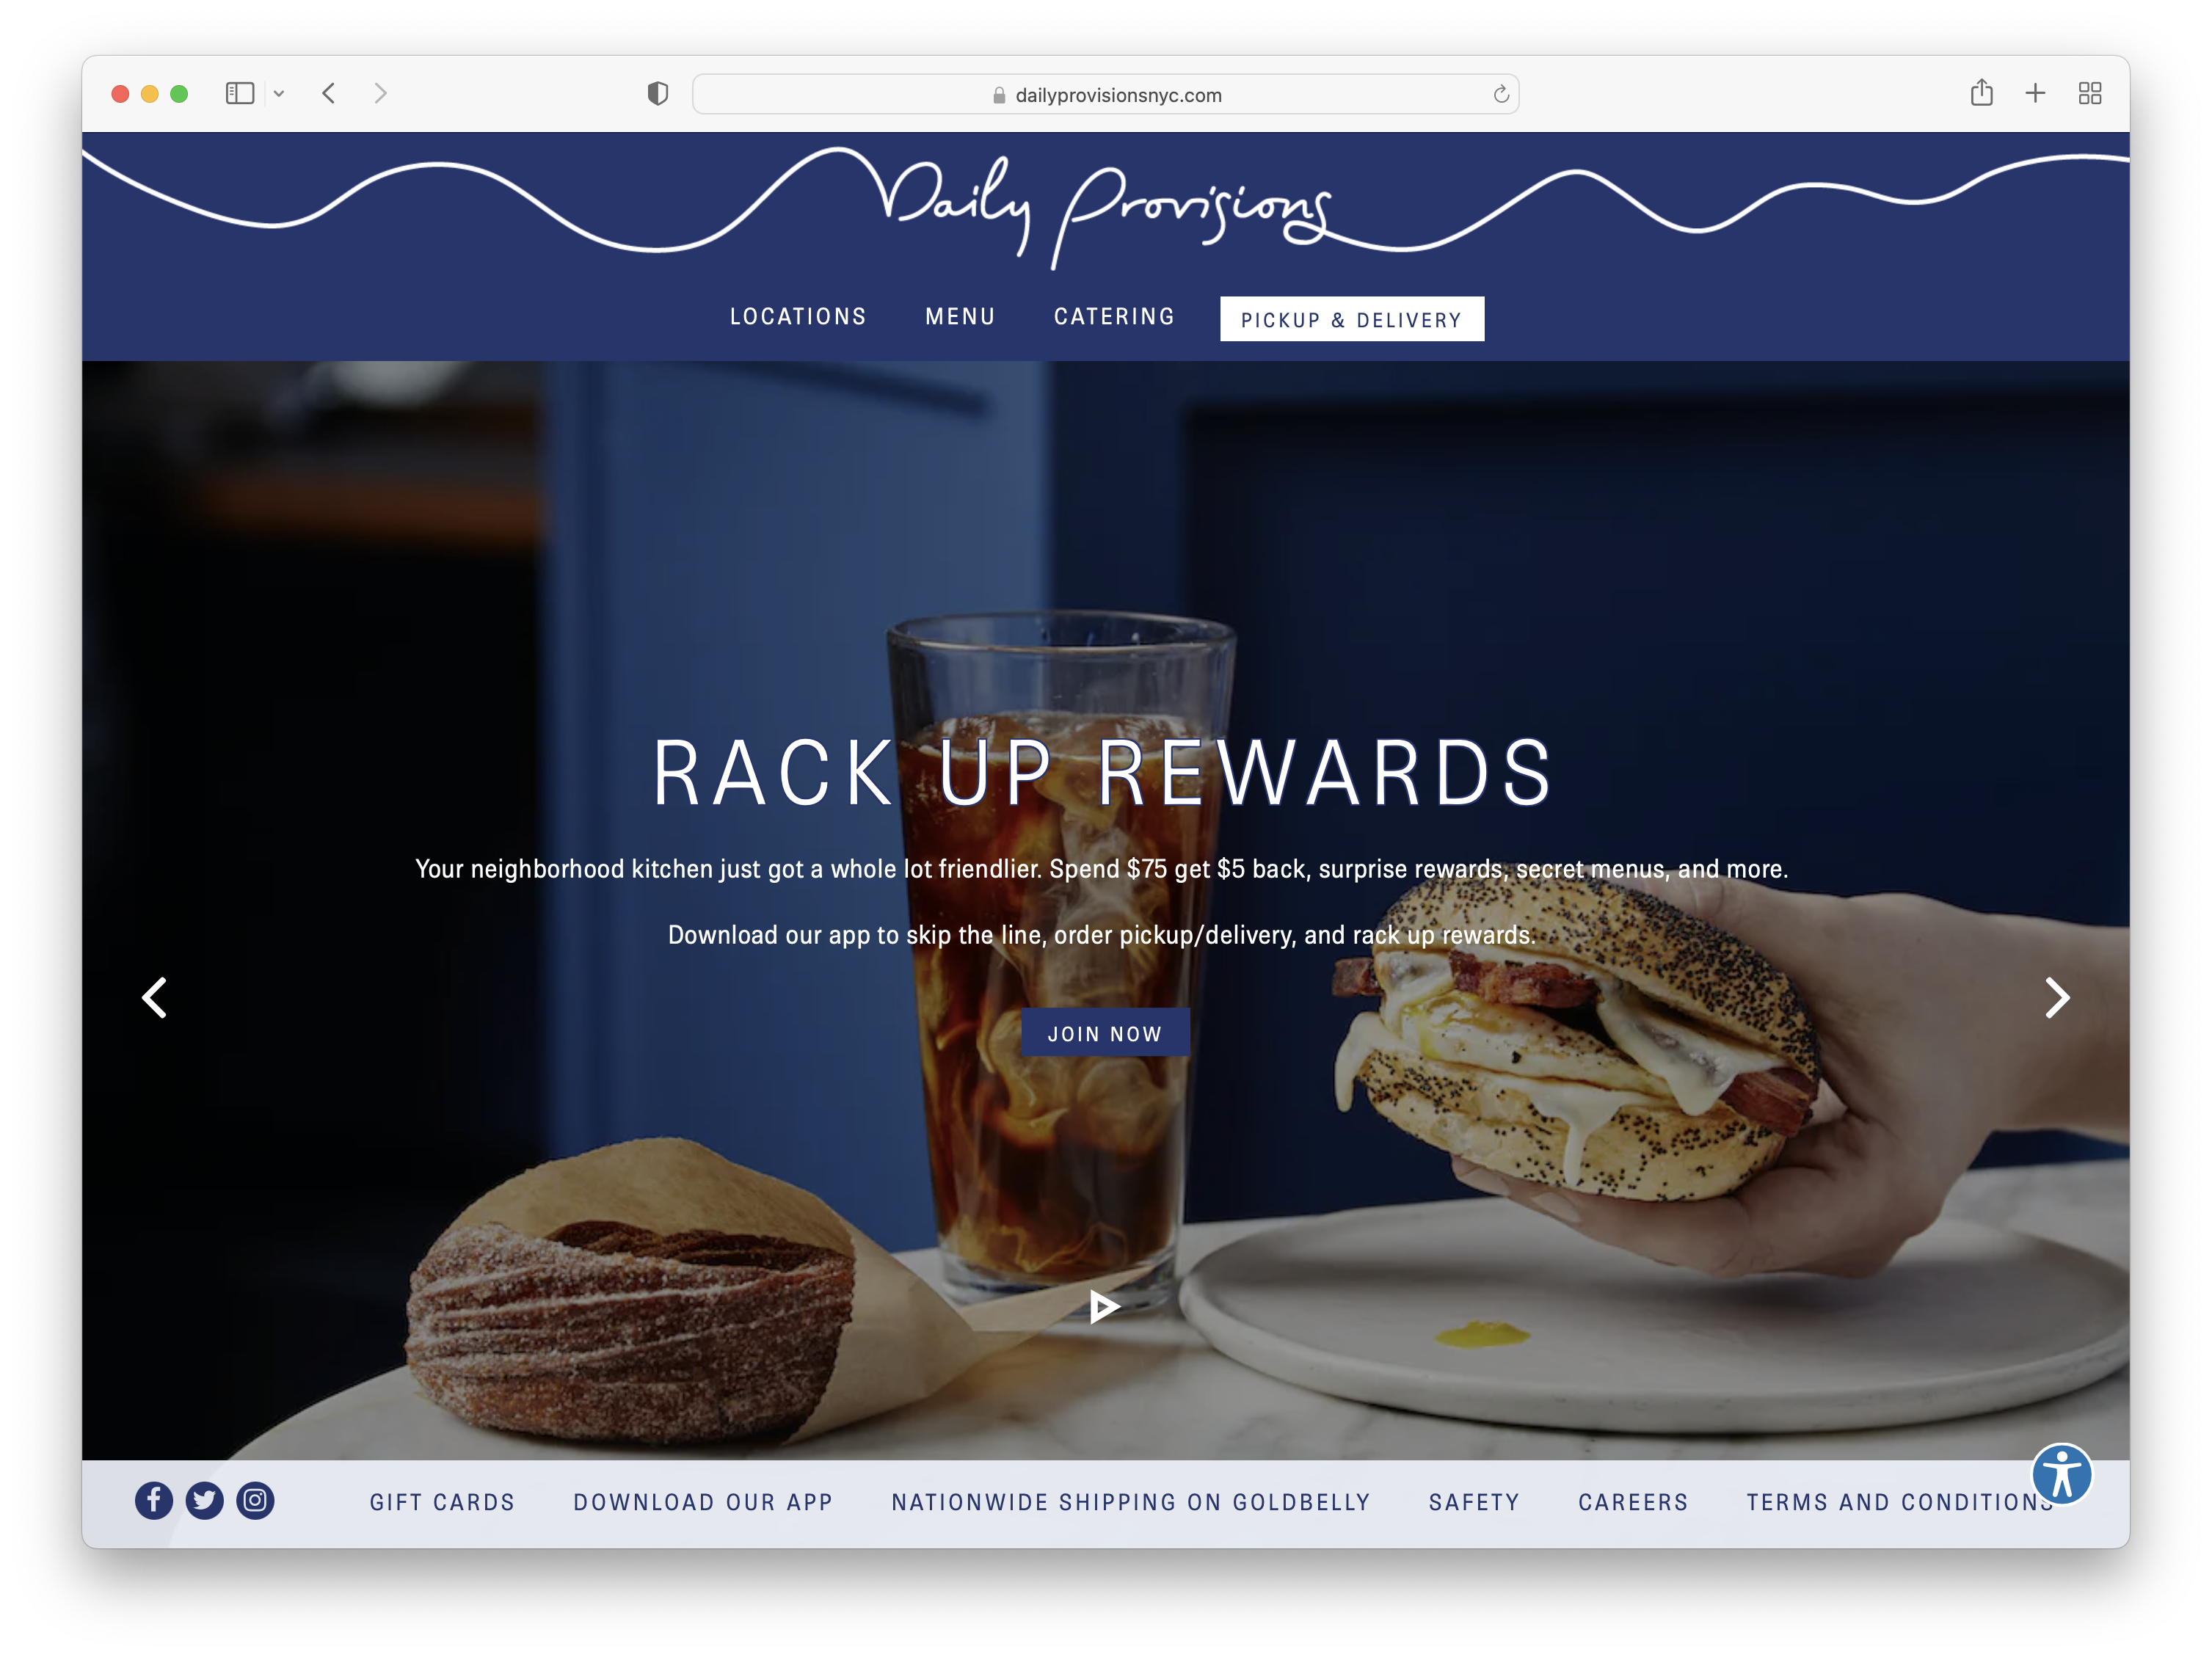 dailyprovisionsnyc.com
Daily Provisions
LOCATIONS MENU CATERING PICKUP & DELIVERY
RACK UP REWARDS
Your neighborhood kitchen just got a whole lot friendlier. Spend $75 get $5 back, surprise rewards, secret menus, and more.
Download our app to skip the line, order pickup/delivery, and rack up rewards.
JOIN NOW
GIFT CARDS DOWNLOAD OUR APP NATIONWIDE SHIPPING ON GOLDBELLY SAFETY CAREERS TERMS AND CONDITIONS